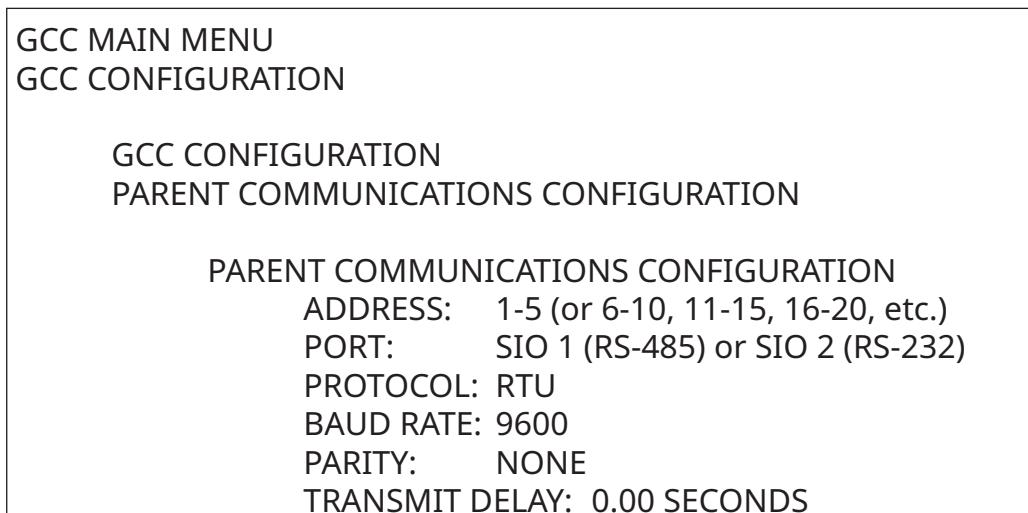 GCC MAIN MENU
GCC CONFIGURATION
GCC CONFIGURATION
PARENT COMMUNICATIONS CONFIGURATION
PARENT COMMUNICATIONS CONFIGURATION
ADDRESS: 1-5 (or 6-10, 11-15, 16-20, etc.)
PORT: SIO 1 (RS-485) or SIO 2 (RS-232)
PROTOCOL: RTU
BAUD RATE: 9600
PARITY: NONE
TRANSMIT DELAY: 0.00 SECONDS